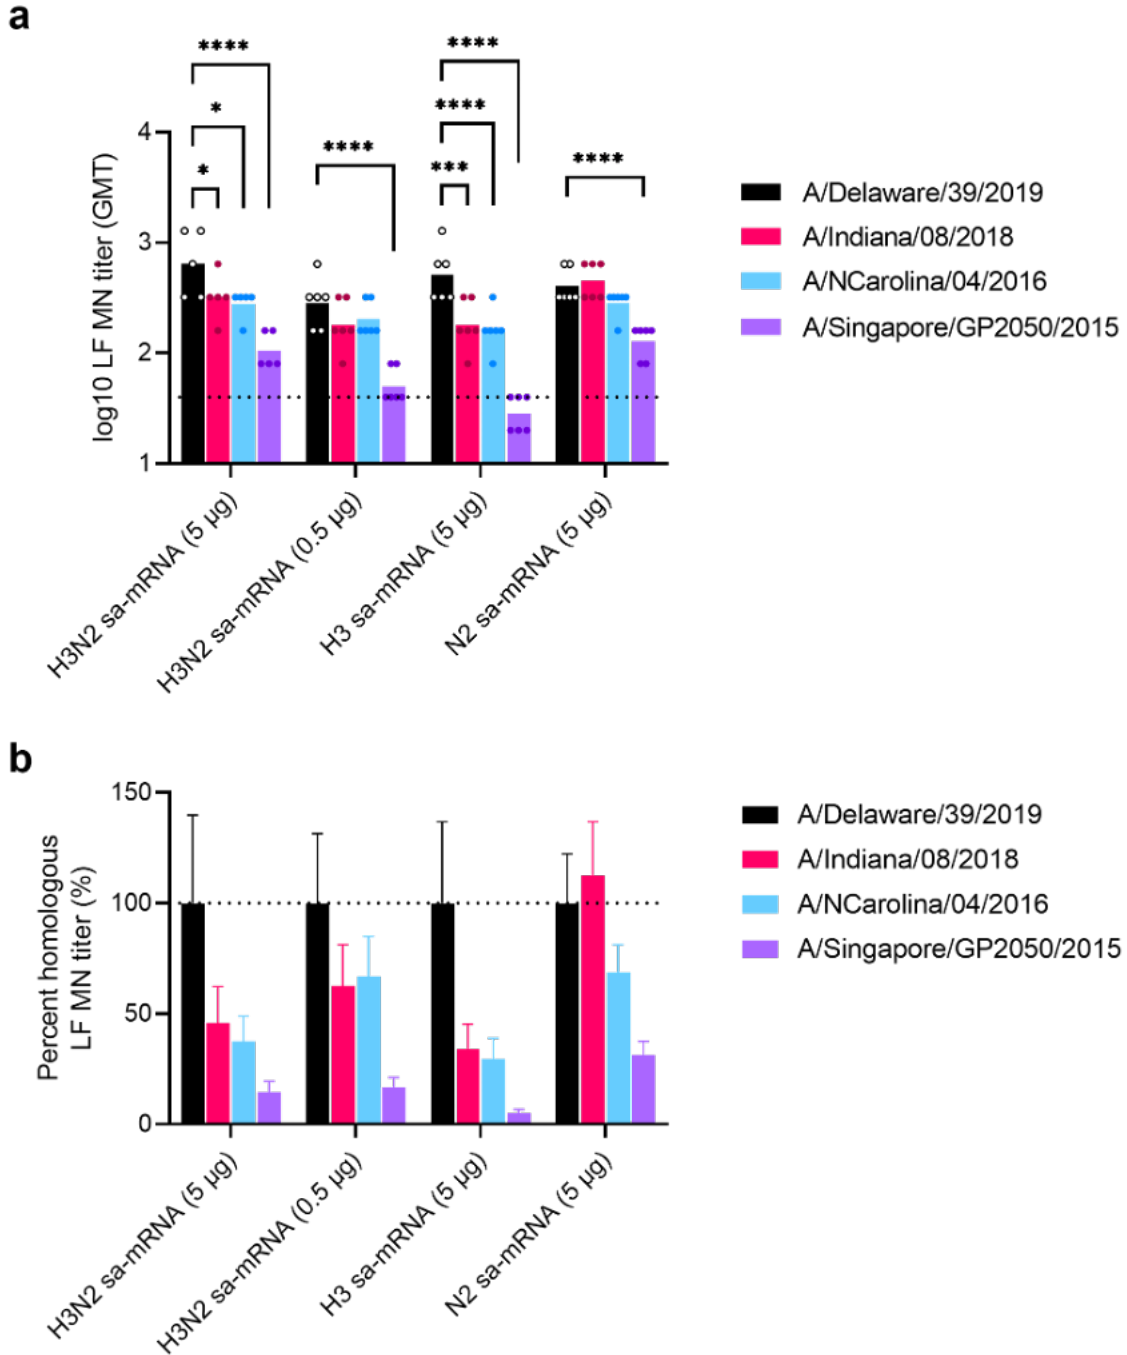 a
****
*
*
****
****
****
***
****
log10 LF MN titer (GMT)
4
3
2
1
H3N2 sa-mRNA (5 µg)
H3N2 sa-mRNA (0.5 µg)
H3 sa-mRNA (5 µg)
N2 sa-mRNA (5 µg)
A/Delaware/39/2019
A/Indiana/08/2018
A/NCarolina/04/2016
A/Singapore/GP2050/2015
b
Percent homologous
LF MN titer (%)
150
100
50
0
H3N2 sa-mRNA (5 µg)
H3N2 sa-mRNA (0.5 µg)
H3 sa-mRNA (5 µg)
N2 sa-mRNA (5 µg)
A/Delaware/39/2019
A/Indiana/08/2018
A/NCarolina/04/2016
A/Singapore/GP2050/2015